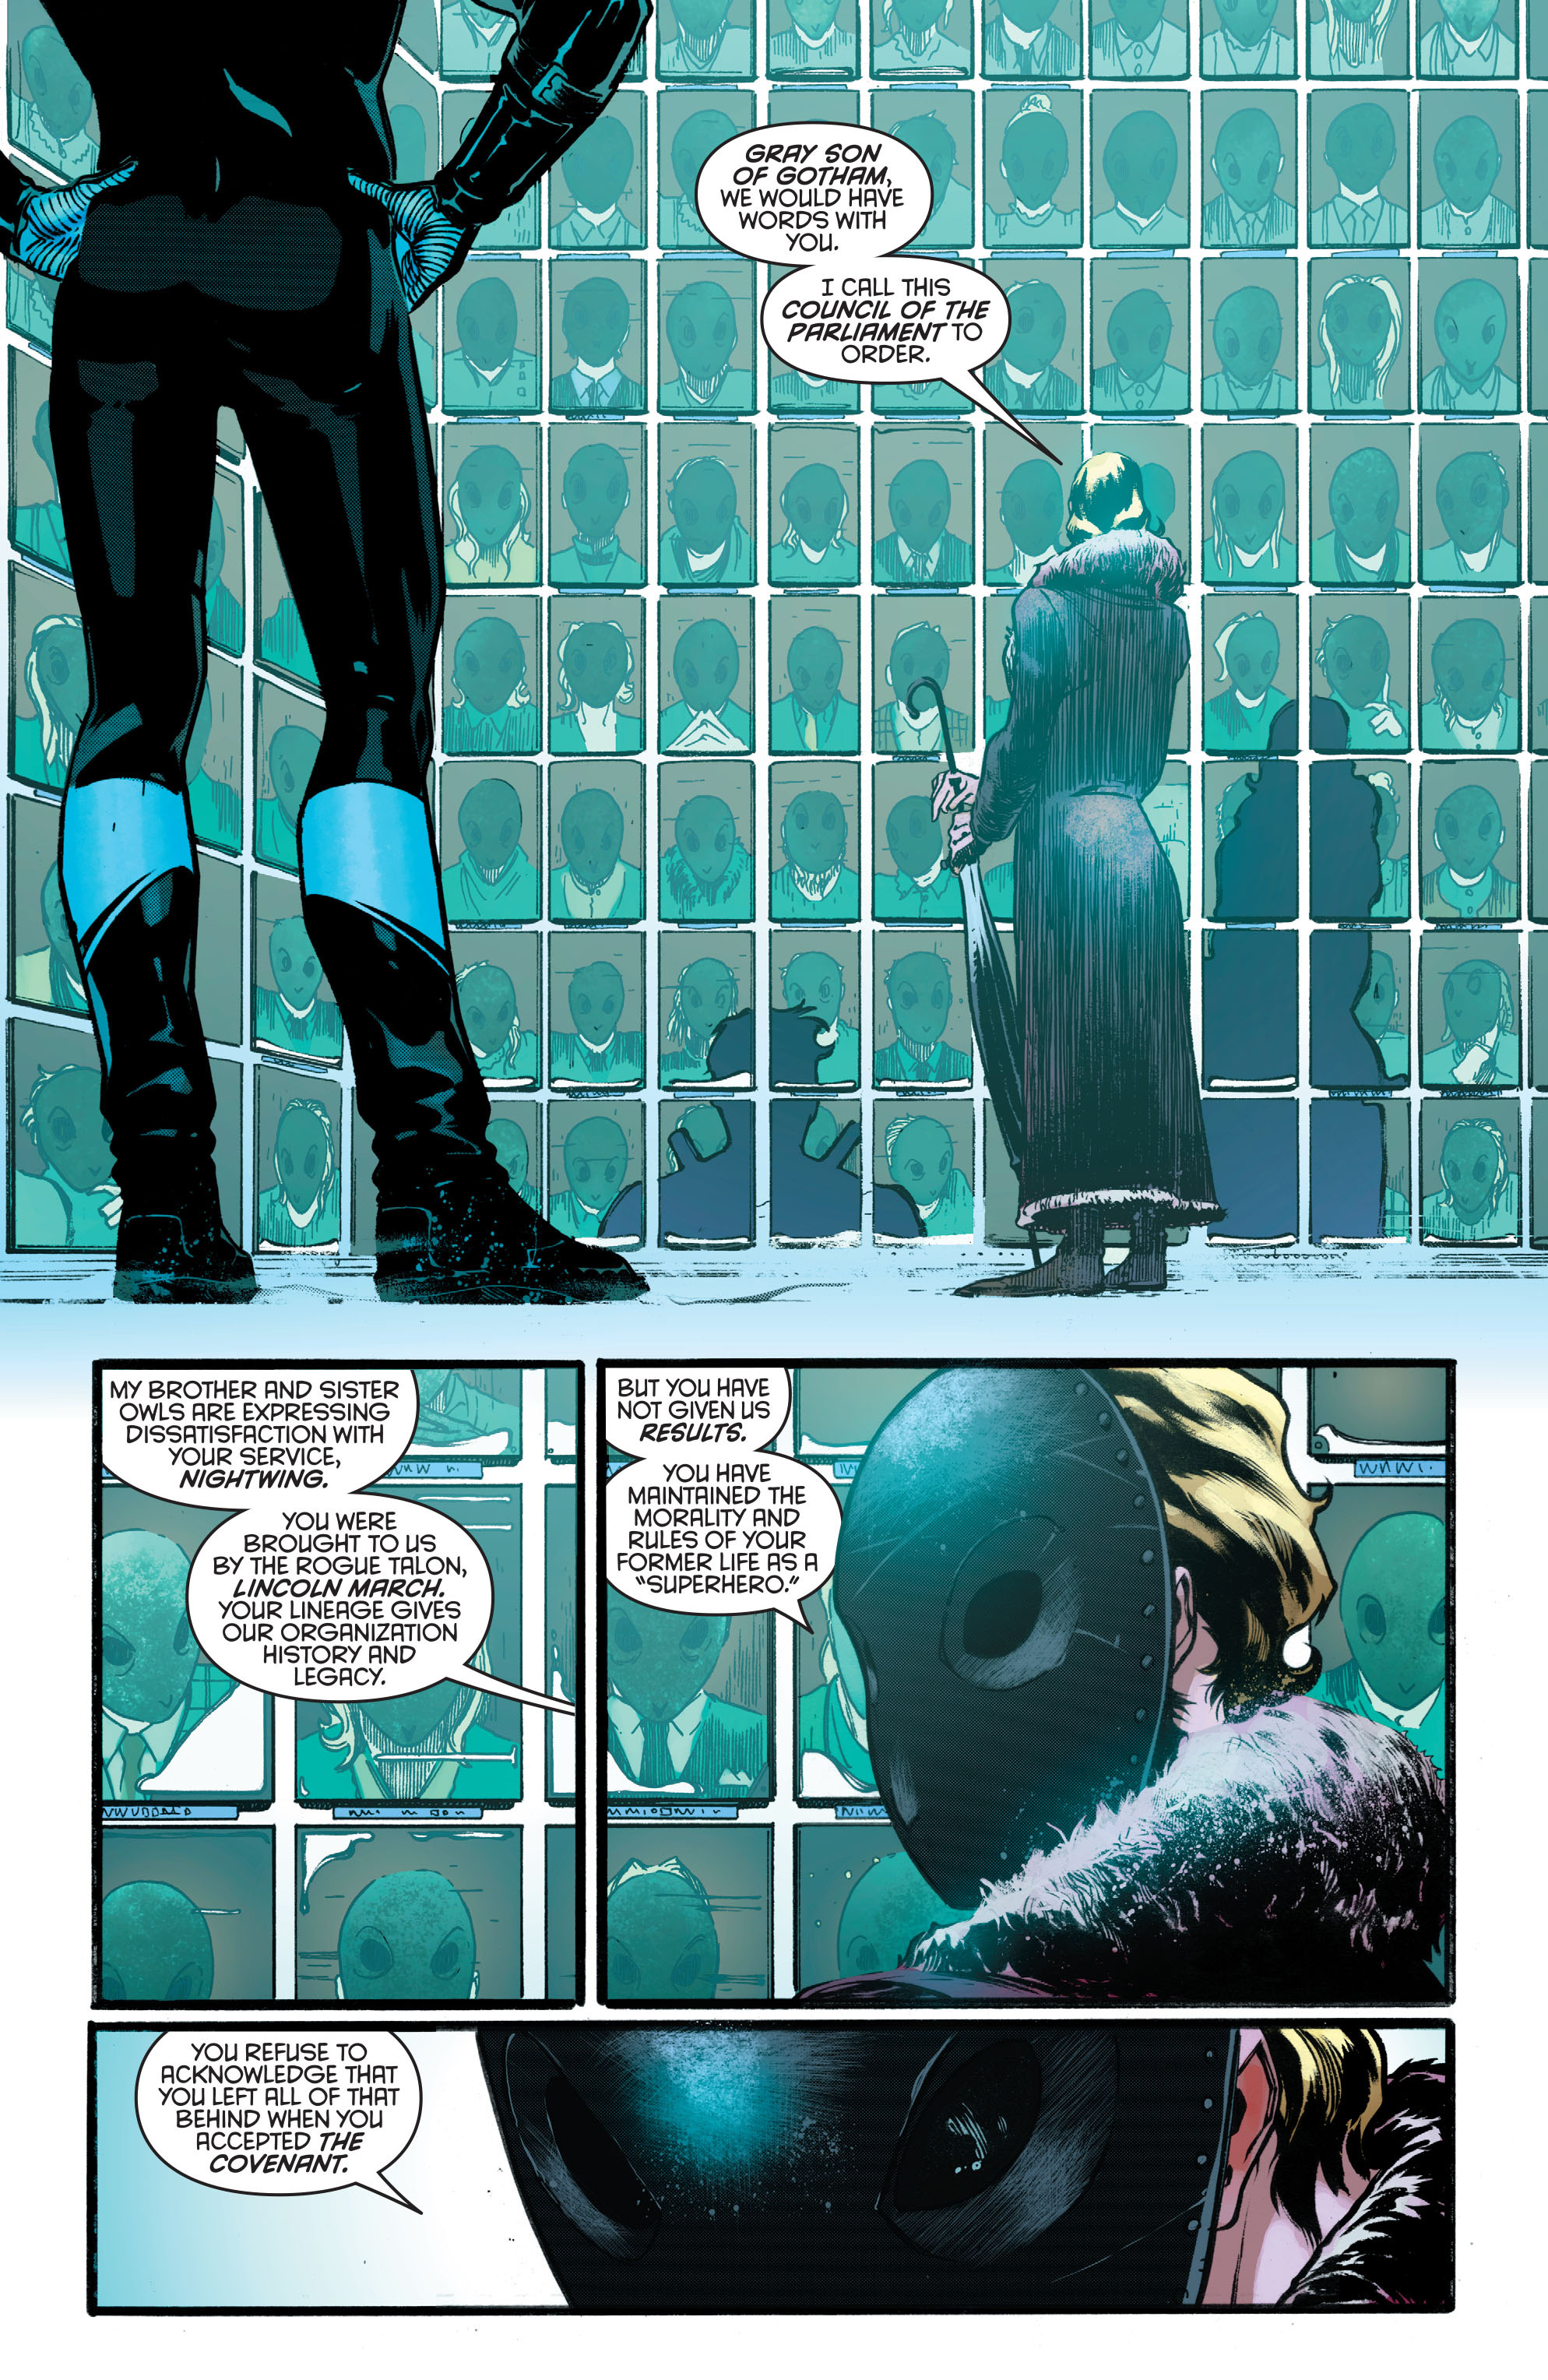 GRAY SON
OF GOTHAM,
WE WOULD HAVE
WORDS WITH
YOU.
I CALL THIS
COUNCIL OF THE
PARLIAMENT TO
ORDER.
MY BROTHER AND SISTER
OWLS ARE EXPRESSING
DISSATISFACTION WITH
YOUR SERVICE,
NIGHTWING.
YOU WERE
BROUGHT TO US
BY THE ROGUE TALON,
LINCOLN MARCH.
YOUR LINEAGE GIVES
OUR ORGANIZATION
HISTORY AND
LEGACY.
BUT YOU HAVE
NOT GIVEN US
RESULTS.
YOU HAVE
MAINTAINED THE
MORALITY AND
RULES OF YOUR
FORMER LIFE AS A
"SUPERHERO."
YOU REFUSE TO
ACKNOWLEDGE THAT
YOU LEFT ALL OF THAT
BEHIND WHEN YOU
ACCEPTED THE
COVENANT.